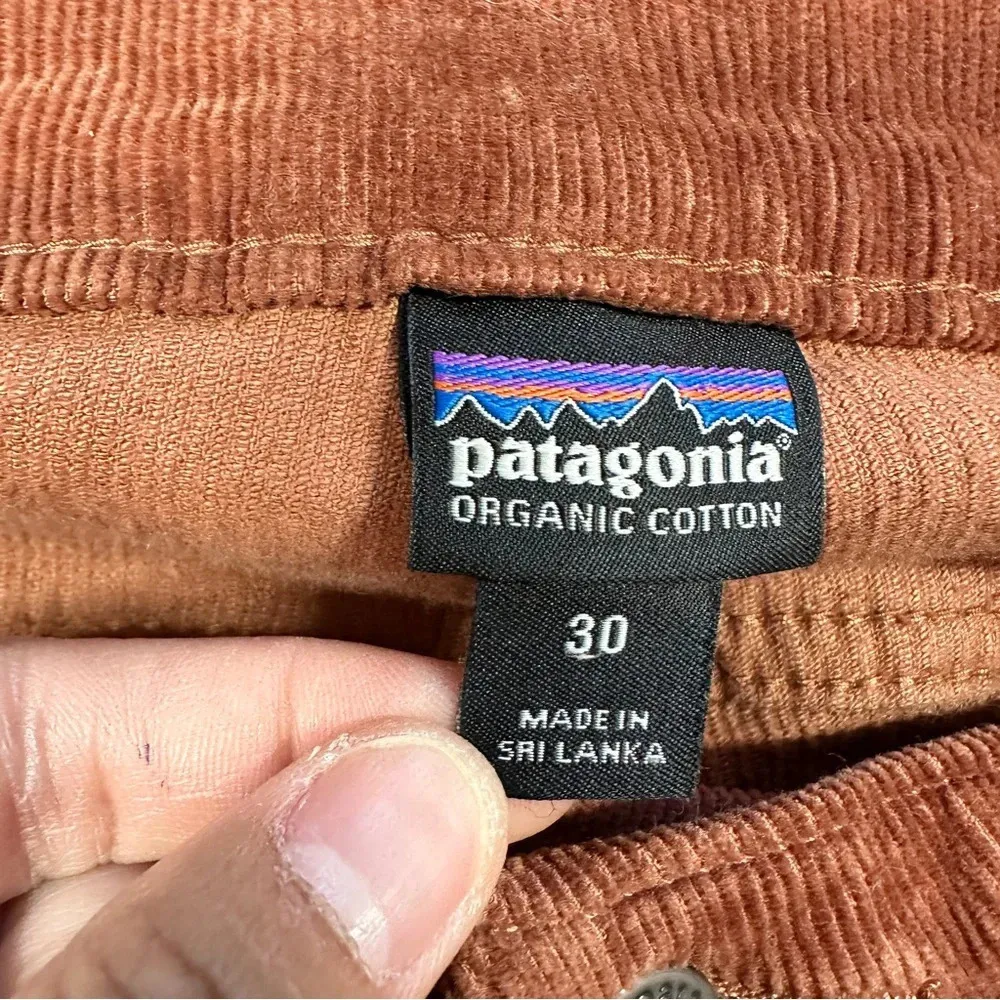 patagonia®
ORGANIC COTTON
30
MADE IN
SRI LANKA